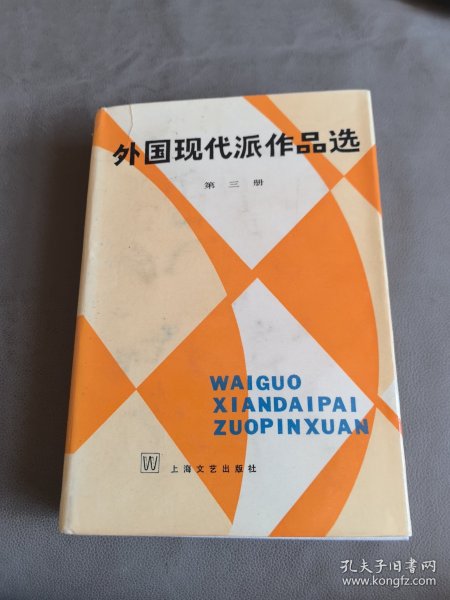 外国现代派作品选
第三册
WAIGUO
XIANDAIPAI
ZUOPINXUAN
W 上海文艺出版社
孔夫子旧书网
www.kongfz.com